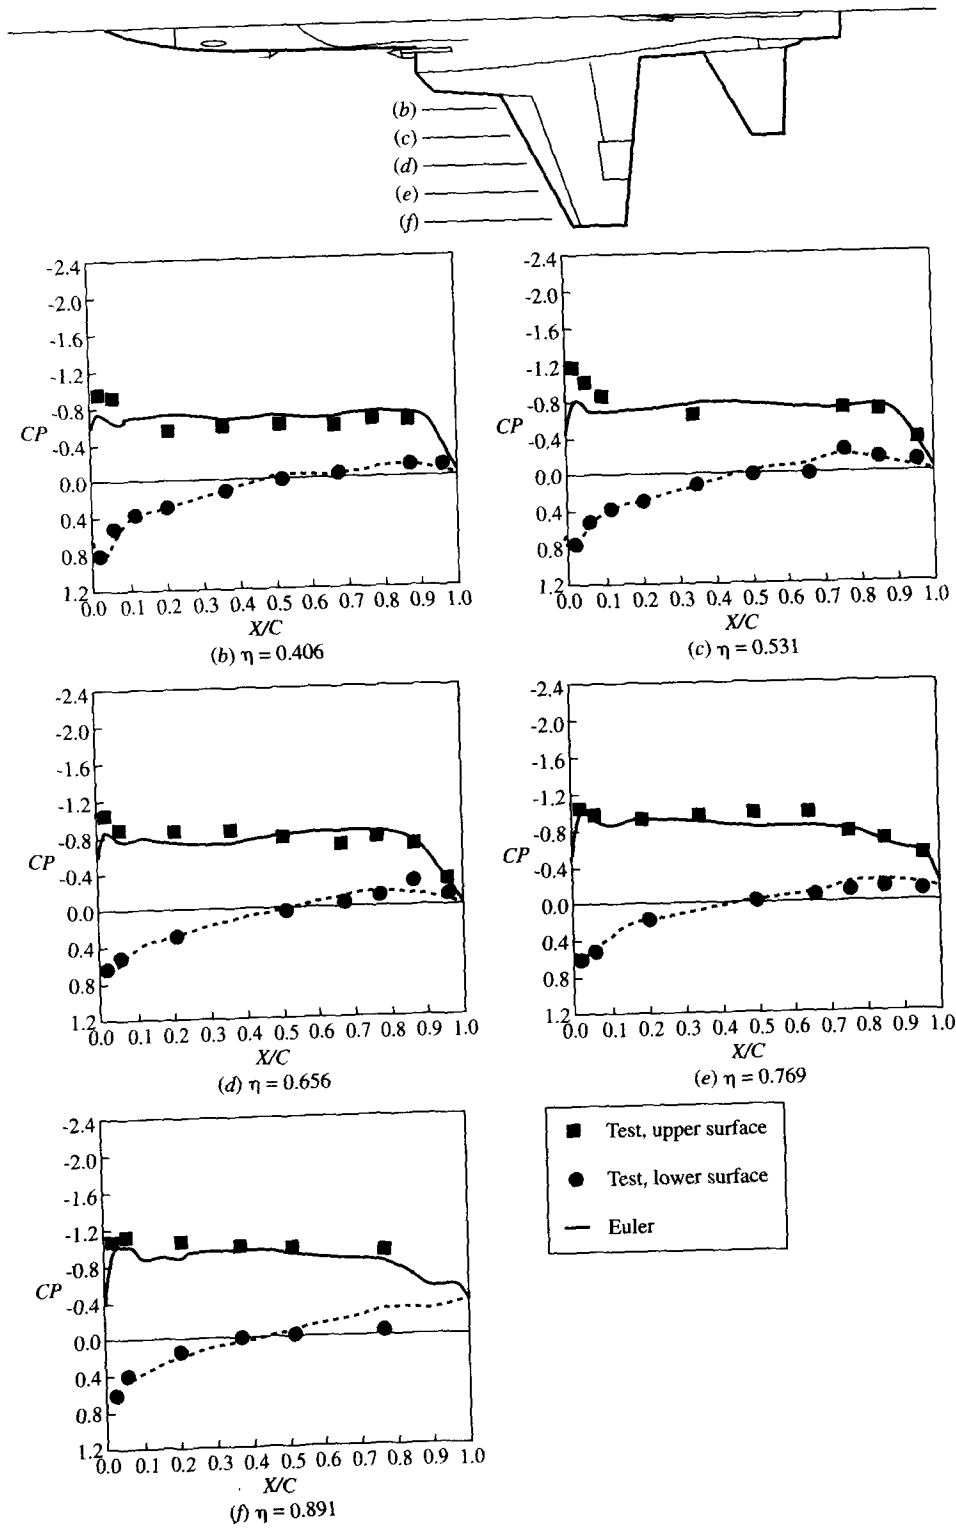 (b)
(c)
(d)
(e)
(f)
-2.4
-2.0
-1.6
-1.2
-0.8
CP
-0.4
0.0
0.4
0.8
1.2
0.0 0.1 0.2 0.3 0.4 0.5 0.6 0.7 0.8 0.9 1.0
X/C
(b) η = 0.406
-2.4
-2.0
-1.6
-1.2
-0.8
CP
-0.4
0.0
0.4
0.8
1.2
0.0 0.1 0.2 0.3 0.4 0.5 0.6 0.7 0.8 0.9 1.0
X/C
(c) η = 0.531
-2.4
-2.0
-1.6
-1.2
-0.8
CP
-0.4
0.0
0.4
0.8
1.2
0.0 0.1 0.2 0.3 0.4 0.5 0.6 0.7 0.8 0.9 1.0
X/C
(d) η = 0.656
-2.4
-2.0
-1.6
-1.2
-0.8
CP
-0.4
0.0
0.4
0.8
1.2
0.0 0.1 0.2 0.3 0.4 0.5 0.6 0.7 0.8 0.9 1.0
X/C
(e) η = 0.769
-2.4
-2.0
-1.6
-1.2
-0.8
CP
-0.4
0.0
0.4
0.8
1.2
0.0 0.1 0.2 0.3 0.4 0.5 0.6 0.7 0.8 0.9 1.0
X/C
(f) η = 0.891
Test, upper surface
Test, lower surface
Euler